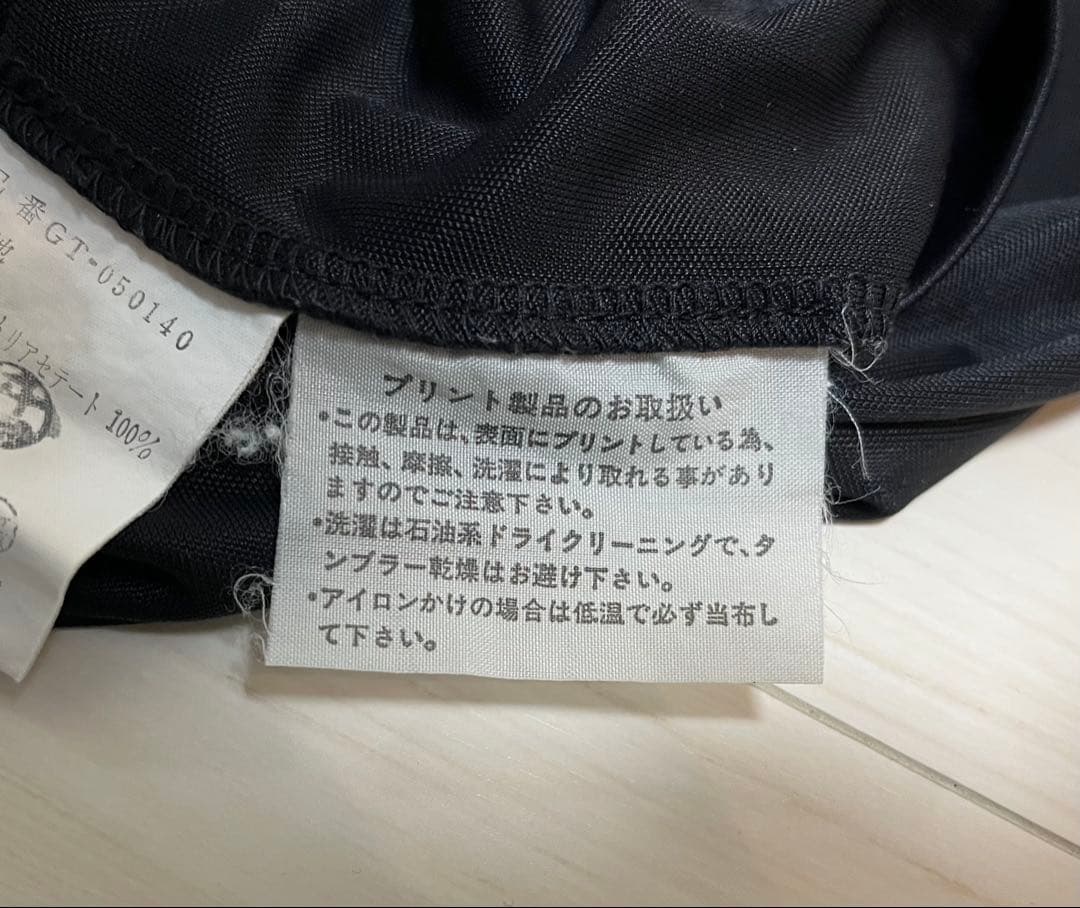 番GT-050140
トリアセテート 100%
プリント製品のお取扱い
•この製品は、表面にプリントしている為、
接触、摩擦、洗濯により取れる事があり
ますのでご注意下さい。
•洗濯は石油系ドライクリーニングで、タ
ンブラー乾燥はお避け下さい。
•アイロンかけの場合は低温で必ず当布し
て下さい。